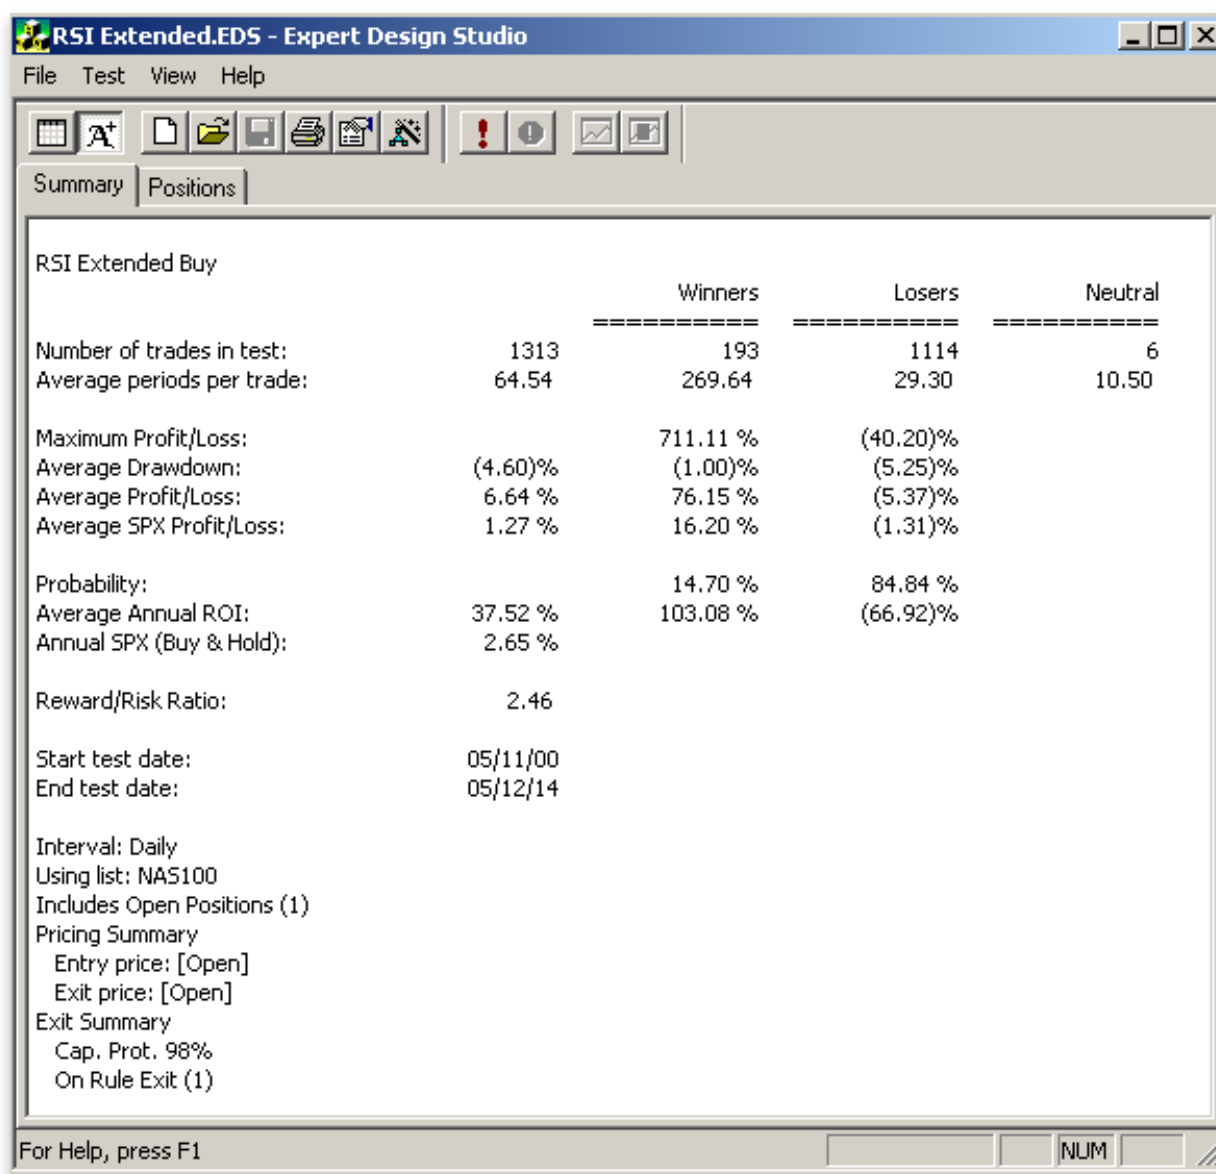 RSI Extended.EDS - Expert Design Studio
File Test View Help
Summary Positions
RSI Extended Buy
Winners Losers Neutral
========== ========== ==========
Number of trades in test: 1313 193 1114 6
Average periods per trade: 64.54 269.64 29.30 10.50
Maximum Profit/Loss: 711.11 % (40.20)%
Average Drawdown: (4.60)% (1.00)% (5.25)%
Average Profit/Loss: 6.64 % 76.15 % (5.37)%
Average SPX Profit/Loss: 1.27 % 16.20 % (1.31)%
Probability: 14.70 % 84.84 %
Average Annual ROI: 37.52 % 103.08 % (66.92)%
Annual SPX (Buy & Hold): 2.65 %
Reward/Risk Ratio: 2.46
Start test date: 05/11/00
End test date: 05/12/14
Interval: Daily
Using list: NAS100
Includes Open Positions (1)
Pricing Summary
Entry price: [Open]
Exit price: [Open]
Exit Summary
Cap. Prot. 98%
On Rule Exit (1)
For Help, press F1 NUM